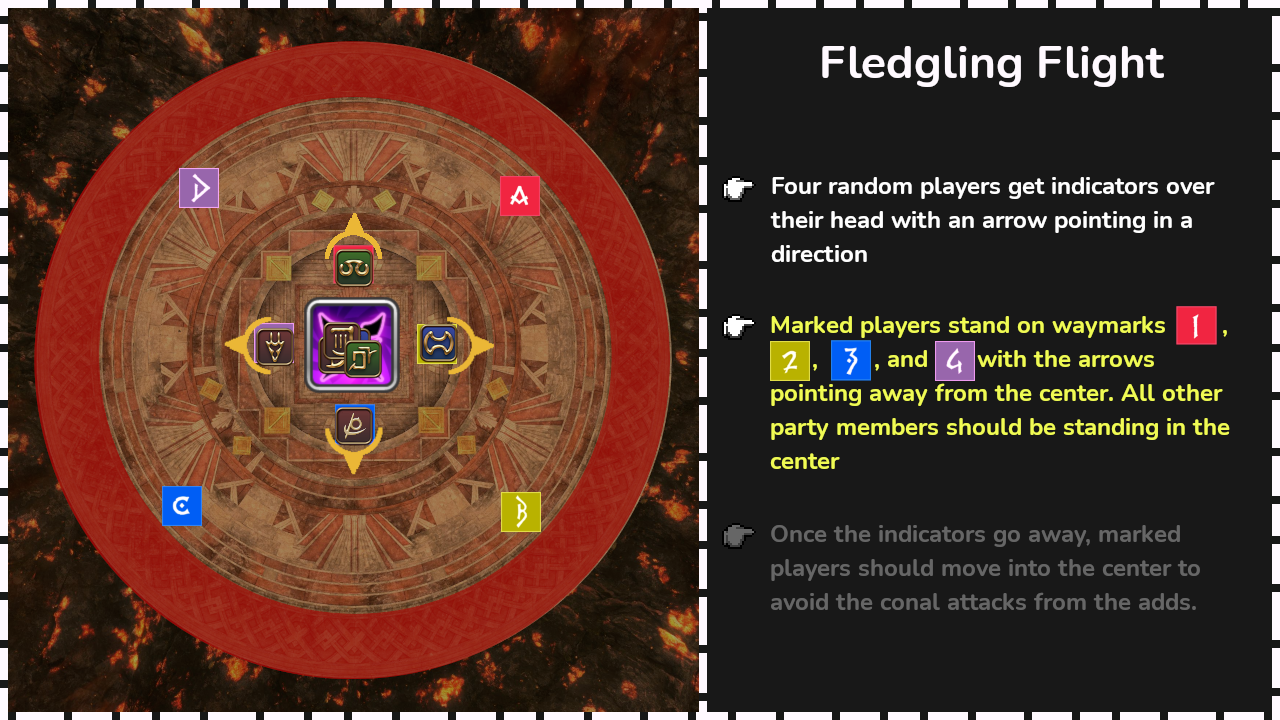 Fledgling Flight
D
A
C
B
Four random players get indicators over
their head with an arrow pointing in a
direction
Marked players stand on waymarks 1 ,
2 , 3 , and 4 with the arrows
pointing away from the center. All other
party members should be standing in the
center
Once the indicators go away, marked
players should move into the center to
avoid the conal attacks from the adds.